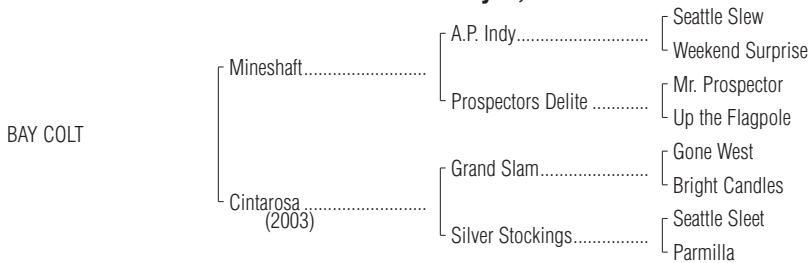 Seattle Slew
A.P. Indy..................................
Weekend Surprise
Mineshaft...........................
Mr. Prospector
Prospectors Delite ..............
Up the Flagpole
BAY COLT
Gone West
Grand Slam...........................
Bright Candles
Cintarosa ...........................
(2003)
Seattle Sleet
Silver Stockings...................
Parmilla